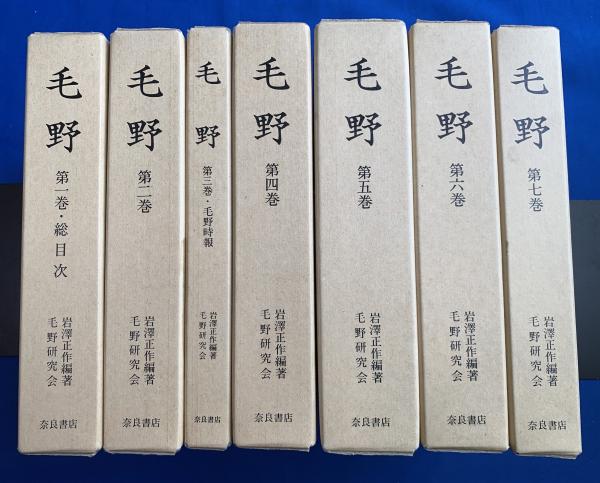 毛野
第一巻・総目次
岩澤正作編著
毛野研究会
奈良書店
毛野
第二巻
岩澤正作編著
毛野研究会
奈良書店
毛野
第三巻・毛野時報
岩澤正作編著
毛野研究会
奈良書店
毛野
第四巻
岩澤正作編著
毛野研究会
奈良書店
毛野
第五巻
岩澤正作編著
毛野研究会
奈良書店
毛野
第六巻
岩澤正作編著
毛野研究会
奈良書店
毛野
第七巻
岩澤正作編著
毛野研究会
奈良書店